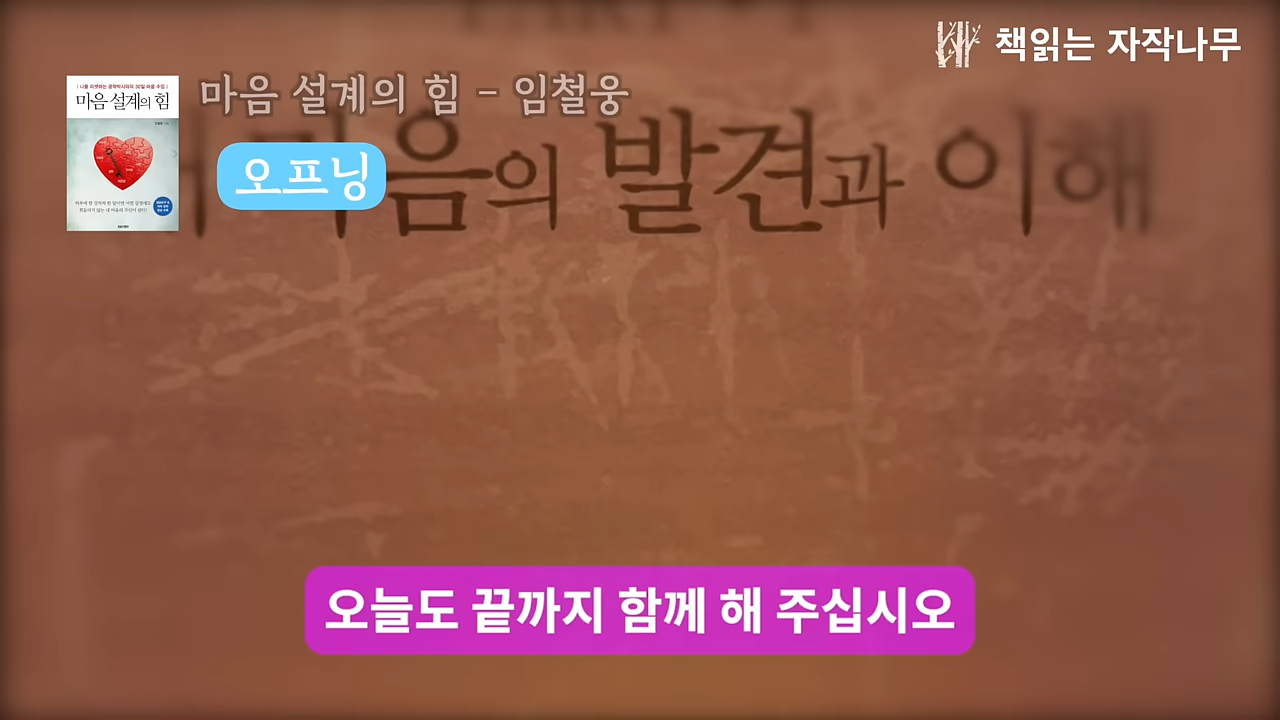 책읽는 자작나무
마음 설계의 힘 - 임철웅
마음 설계의 힘
오프닝
음의 발견과 이해
오늘도 끝까지 함께 해 주십시오